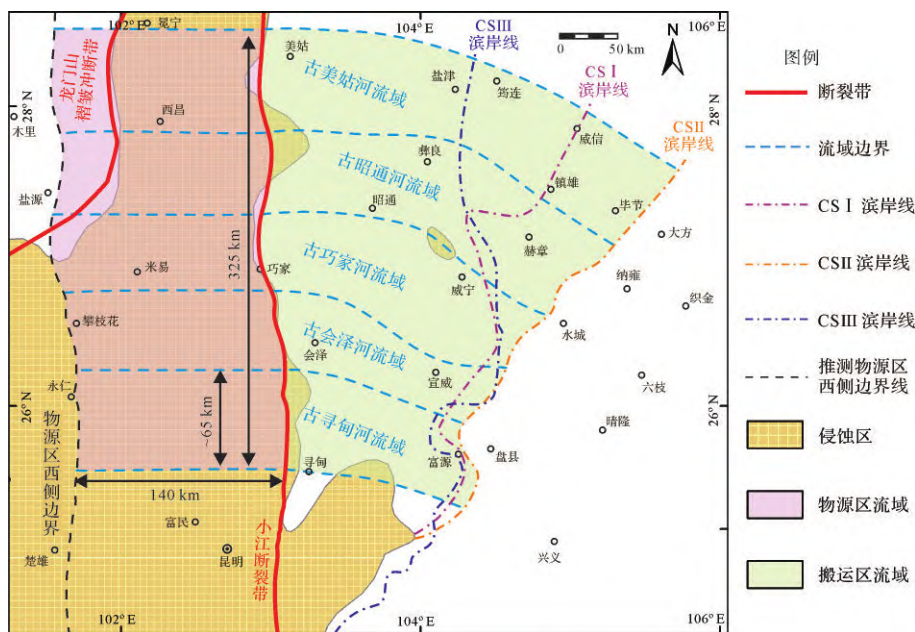 102°E
冕宁
104°E
106°E
CSIII
滨岸线
0
50 km
N
图例
龙门山
褶皱冲断带
美姑
盐津
筠连
CS I
滨岸线
断裂带
28°N
28°N
木里
西昌
古美姑河流域
威信
CSII
滨岸线
流域边界
彝良
镇雄
盐源
古昭通河流域
昭通
毕节
CS I 滨岸线
大方
赫章
325 km
米易
巧家
古巧家河流域
威宁
纳雍
织金
CSII 滨岸线
攀枝花
水城
CSIII 滨岸线
会泽
古会泽河流域
宣威
六枝
推测物源区
西侧边界线
永仁
26°N
26°N
~65 km
古寻甸河流域
晴隆
侵蚀区
物源区西侧边界
富源
盘县
寻甸
140 km
物源区流域
富民
小江断裂带
楚雄
昆明
兴义
搬运区流域
102°E
104°E
106°E